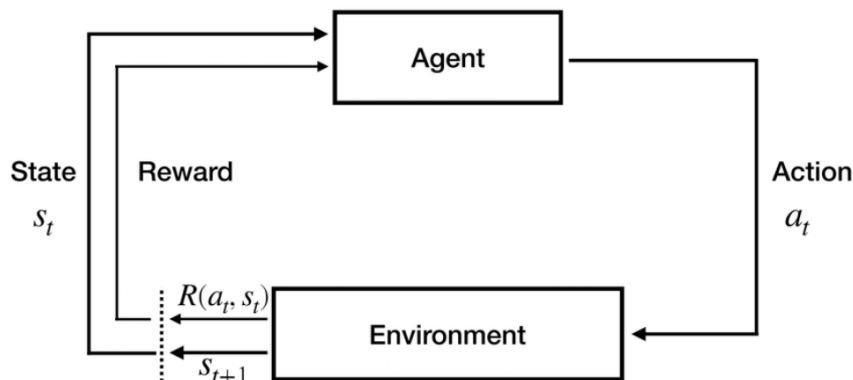 Agent
State
Reward
Action
s_t
a_t
R(a_t, s_t)
Environment
s_{t+1}